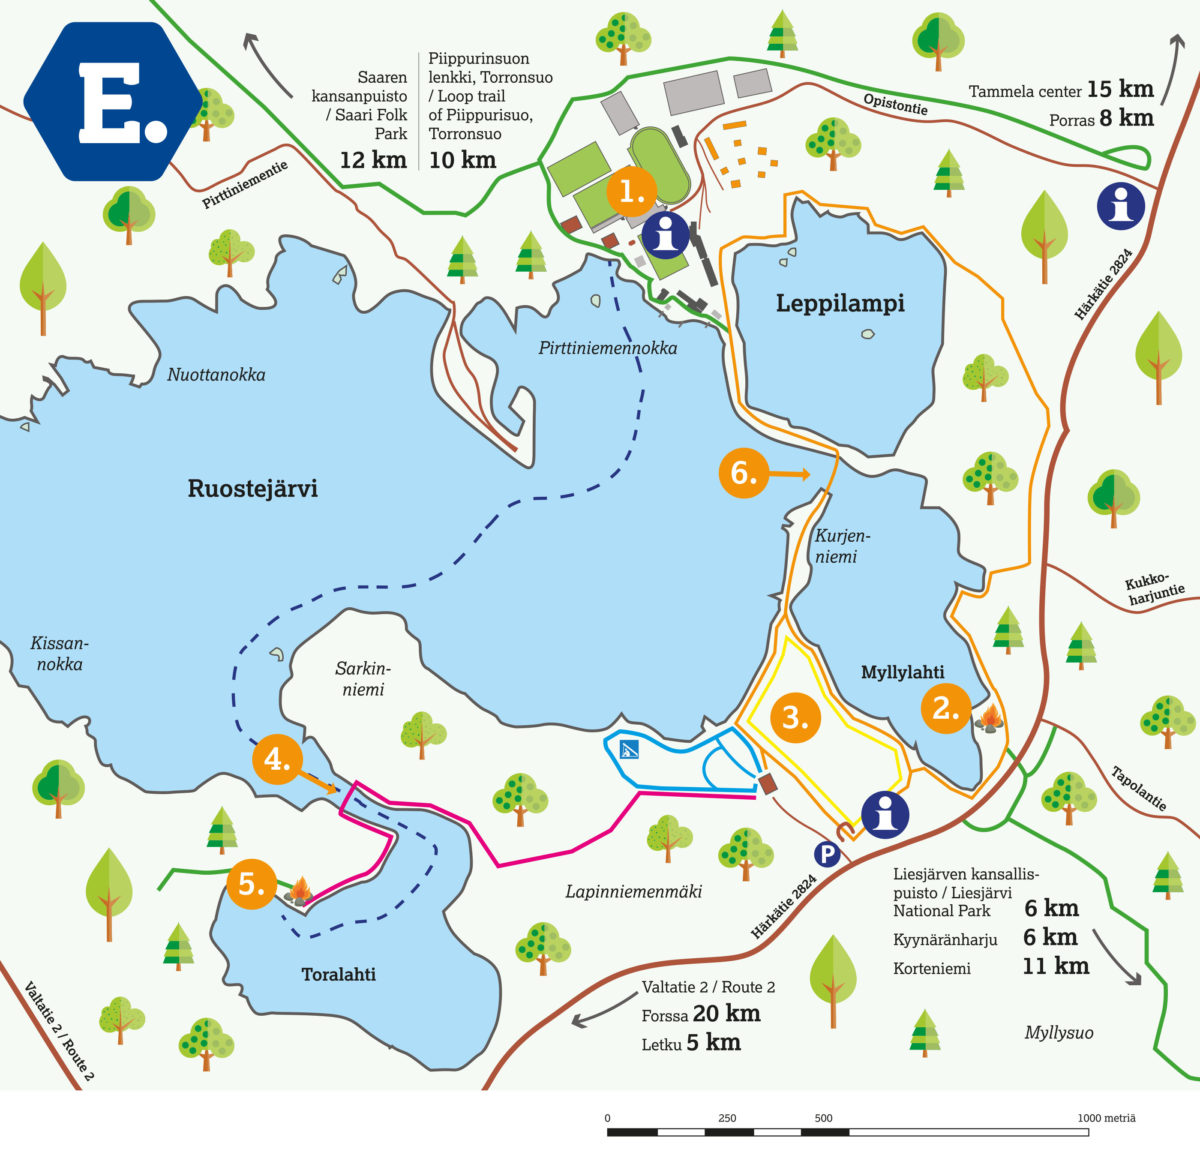 E.
Saaren
kansanpuisto
/ Saari Folk
Park
12 km
Piippurinsuon
lenkki, Torronsuo
/ Loop trail
of Piippurisuo,
Torronsuo
10 km
Tammela center 15 km
Porras 8 km
Opistontie
Pirttiniementie
1.
i
i
Härkätie 2824
Leppilampi
Pirttiniemennokka
Nuottanokka
Ruostejärvi
6.
Kurjen-
niemi
Kukko-
harjuntie
Kissan-
nokka
Sarkin-
niemi
Myllylahti
2.
3.
4.
Tapolantie
i
P
5.
Lapinniemenmäki
Härkätie 2824
Liesjärven kansallis-
puisto / Liesjärvi
National Park 6 km
Kyynäränharju 6 km
Korteniemi 11 km
Toralahti
Valtatie 2 / Route 2
Forssa 20 km
Letku 5 km
Valtatie 2 / Route 2
Myllysuo
0 250 500 1000 metriä